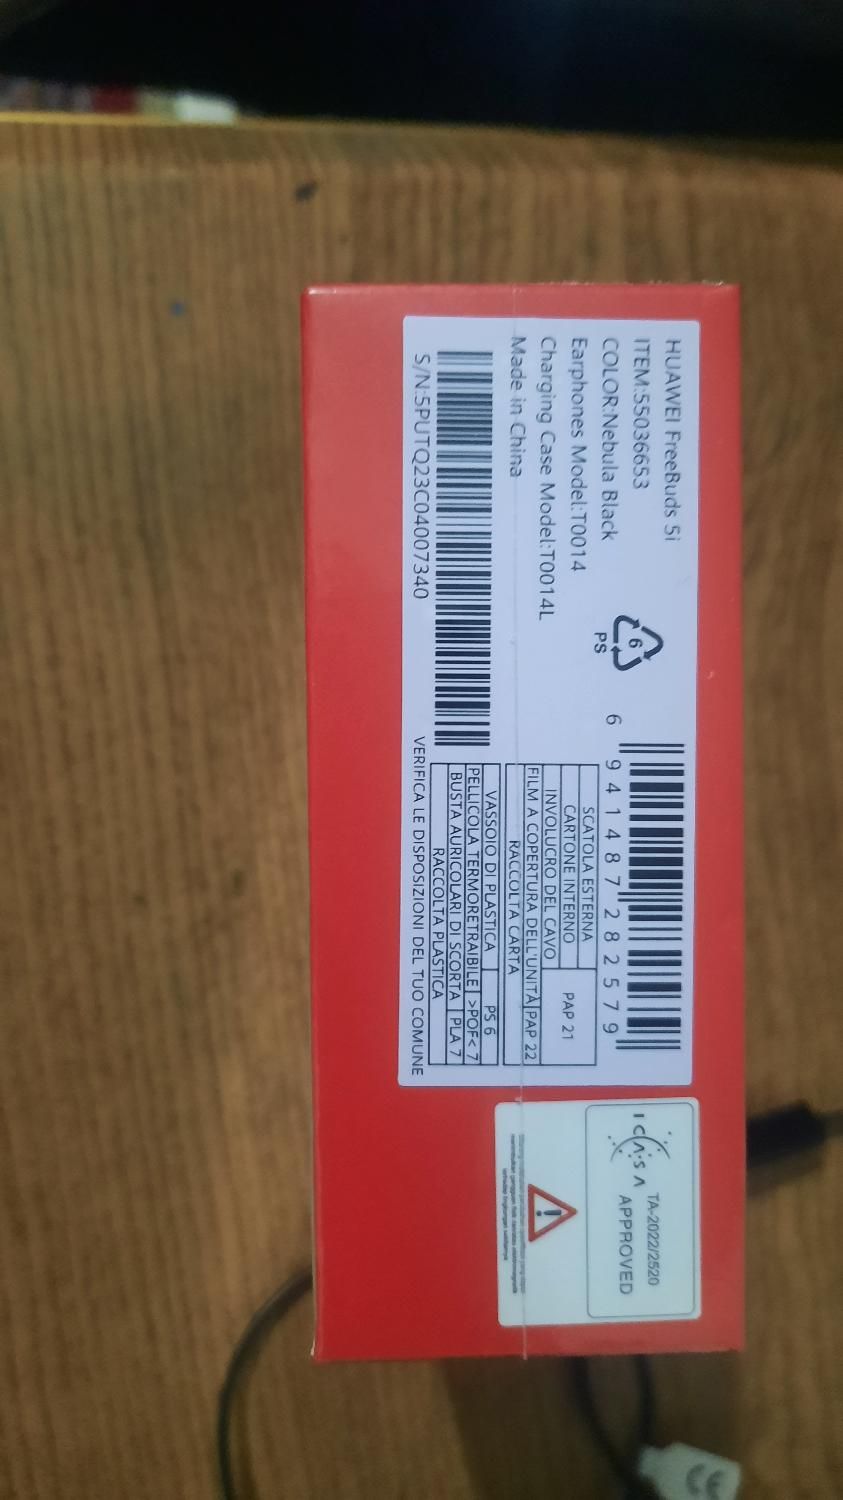 HUAWEI FreeBuds 5i
ITEM:55036653
COLOR:Nebula Black
Earphones Model:T0014
Charging Case Model:T0014L
Made in China
S/N:5PUTQ23C04007340
6
PS
6 941487 282579
SCATOLA ESTERNA
CARTONE INTERNO
INVOLUCRO DEL CAVO
PAP 21
FILM A COPERTURA DELL'UNITÀ PAP 22
RACCOLTA CARTA
VASSOIO DI PLASTICA PS 6
PELLICOLA TERMORETRAIBILE >POF< 7
BUSTA AURICOLARI DI SCORTA PLA 7
RACCOLTA PLASTICA
VERIFICA LE DISPOSIZIONI DEL TUO COMUNE
ICASA TA-2022/2520
APPROVED